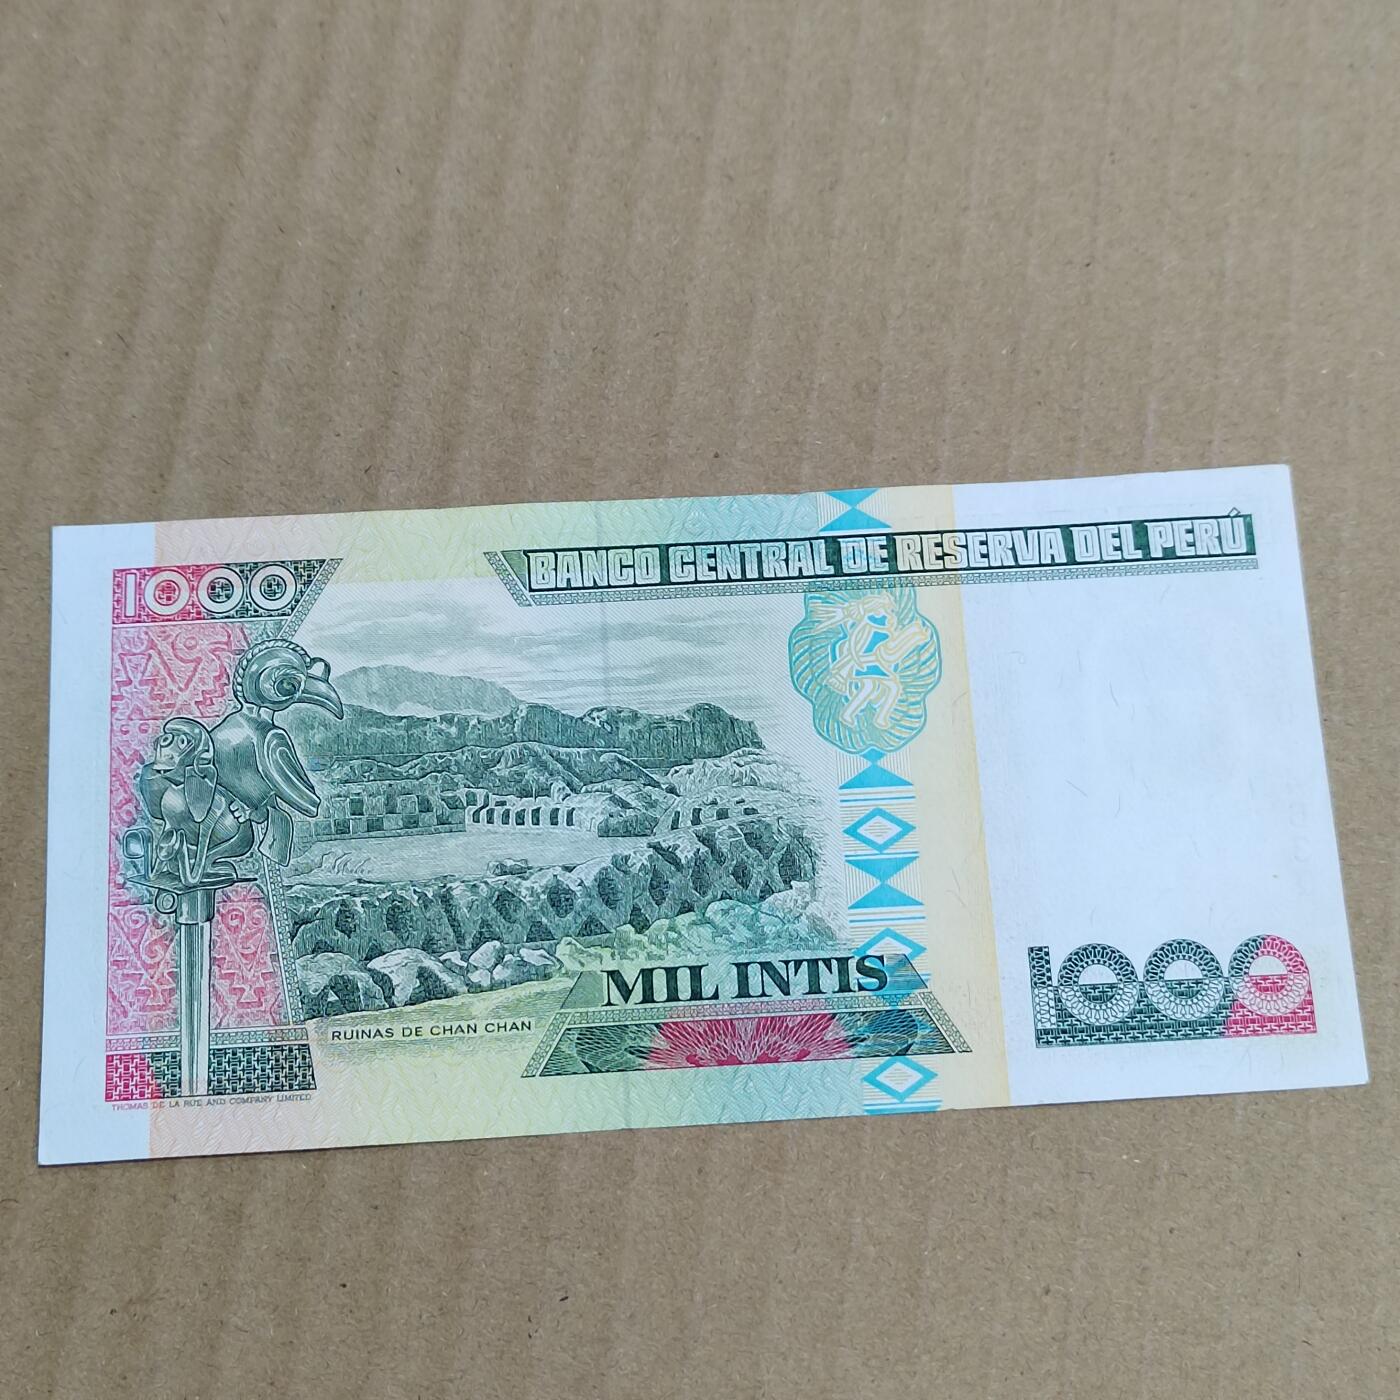 BANCO CENTRAL DE RESERVA DEL PERÚ
1000
MIL INTIS
1000
RUINAS DE CHAN CHAN
THOMAS DE LA RUE AND COMPANY LIMITED